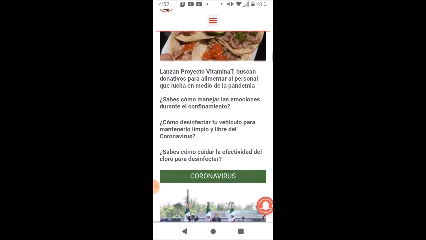 Lanzan Proyecto VitaminaT, buscan
donativos para alimentar al personal
que lucha en medio de la pandemia
¿Sabes cómo manejar las emociones
durante el confinamiento?
¿Cómo desinfectar tu vehículo para
mantenerlo limpio y libre del
Coronavirus?
¿Sabes cómo cuidar la efectividad del
cloro para desinfectar?
CORONAVIRUS